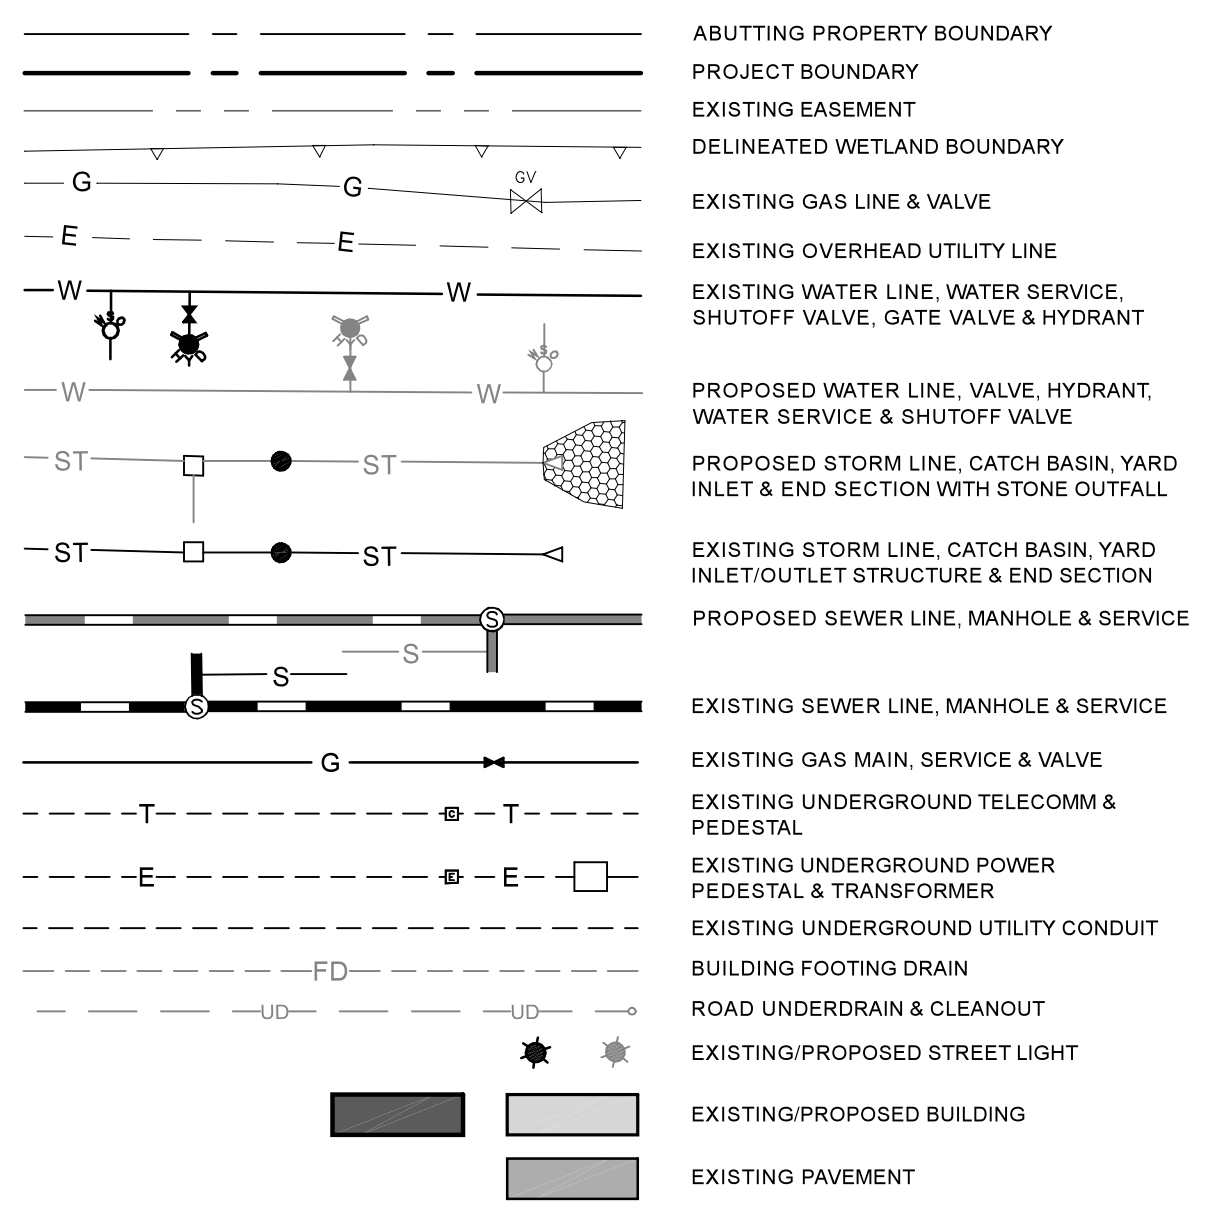 ABUTTING PROPERTY BOUNDARY
PROJECT BOUNDARY
EXISTING EASEMENT
DELINEATED WETLAND BOUNDARY
G G GV
EXISTING GAS LINE & VALVE
E E
EXISTING OVERHEAD UTILITY LINE
W W
WSO HYD
EXISTING WATER LINE, WATER SERVICE,
SHUTOFF VALVE, GATE VALVE & HYDRANT
HYD WSO
W W
PROPOSED WATER LINE, VALVE, HYDRANT,
WATER SERVICE & SHUTOFF VALVE
ST ST
PROPOSED STORM LINE, CATCH BASIN, YARD
INLET & END SECTION WITH STONE OUTFALL
ST ST
EXISTING STORM LINE, CATCH BASIN, YARD
INLET/OUTLET STRUCTURE & END SECTION
S
PROPOSED SEWER LINE, MANHOLE & SERVICE
S
S
S
EXISTING SEWER LINE, MANHOLE & SERVICE
G
EXISTING GAS MAIN, SERVICE & VALVE
T C T
EXISTING UNDERGROUND TELECOMM &
PEDESTAL
E E E
EXISTING UNDERGROUND POWER
PEDESTAL & TRANSFORMER
EXISTING UNDERGROUND UTILITY CONDUIT
FD
BUILDING FOOTING DRAIN
UD UD
ROAD UNDERDRAIN & CLEANOUT
EXISTING/PROPOSED STREET LIGHT
EXISTING/PROPOSED BUILDING
EXISTING PAVEMENT